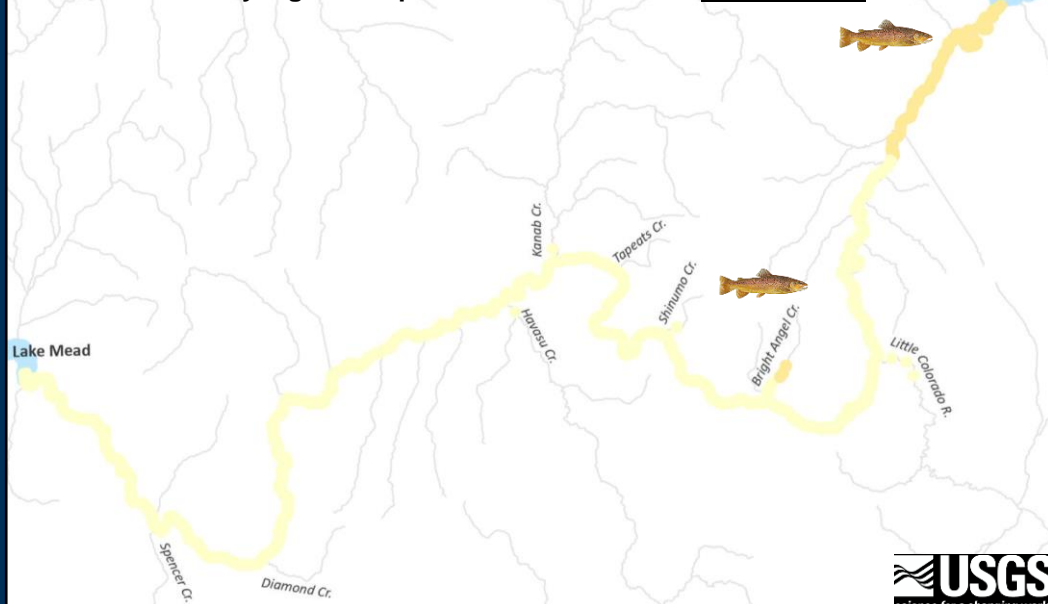 Kanab Cr.
Tapeats Cr.
Shinumo Cr.
Havasu Cr.
Bright Angel Cr.
Little Colorado R.
Lake Mead
Spencer Cr.
Diamond Cr.
USGS